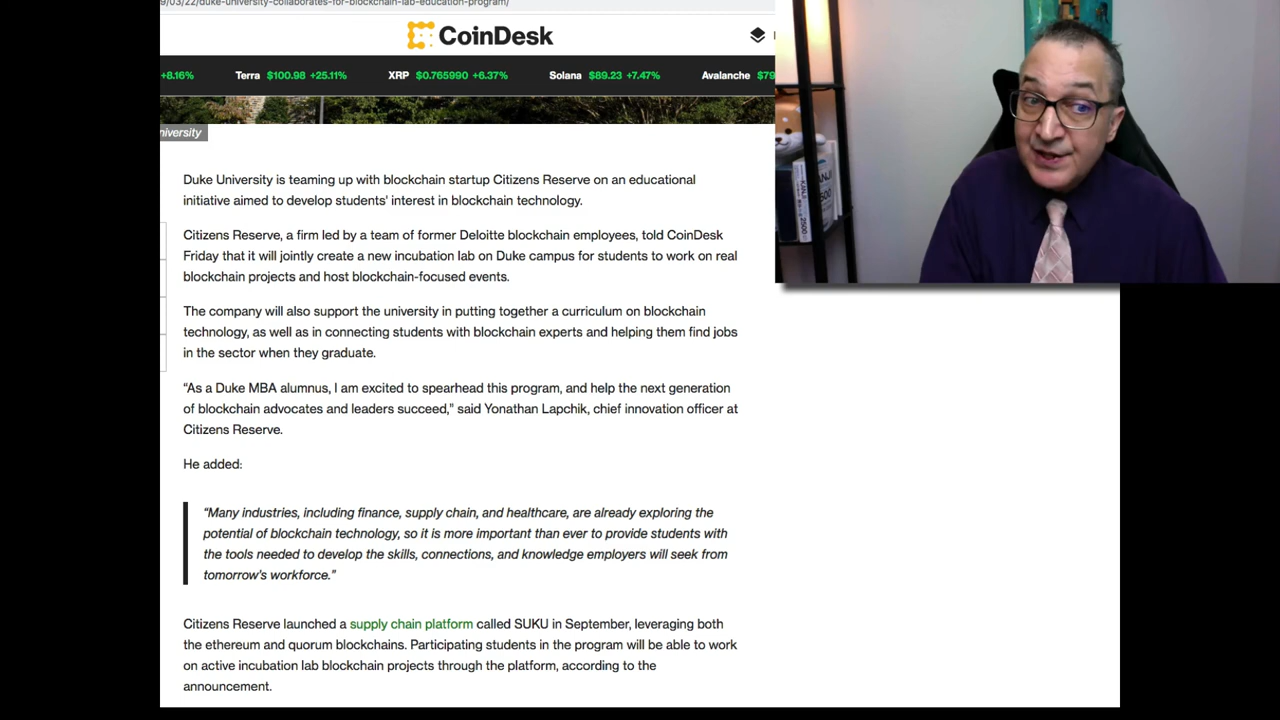 9/03/22/duke-university-collaborates-for-blockchain-lab-education-program/
CoinDesk
+8.16% Terra $100.98 +25.11% XRP $0.765990 +6.37% Solana $89.23 +7.47% Avalanche $79
niversity
Duke University is teaming up with blockchain startup Citizens Reserve on an educational
initiative aimed to develop students' interest in blockchain technology.
Citizens Reserve, a firm led by a team of former Deloitte blockchain employees, told CoinDesk
Friday that it will jointly create a new incubation lab on Duke campus for students to work on real
blockchain projects and host blockchain-focused events.
The company will also support the university in putting together a curriculum on blockchain
technology, as well as in connecting students with blockchain experts and helping them find jobs
in the sector when they graduate.
“As a Duke MBA alumnus, I am excited to spearhead this program, and help the next generation
of blockchain advocates and leaders succeed,” said Yonathan Lapchik, chief innovation officer at
Citizens Reserve.
He added:
“Many industries, including finance, supply chain, and healthcare, are already exploring the
potential of blockchain technology, so it is more important than ever to provide students with
the tools needed to develop the skills, connections, and knowledge employers will seek from
tomorrow’s workforce.”
Citizens Reserve launched a supply chain platform called SUKU in September, leveraging both
the ethereum and quorum blockchains. Participating students in the program will be able to work
on active incubation lab blockchain projects through the platform, according to the
announcement.
KANJI